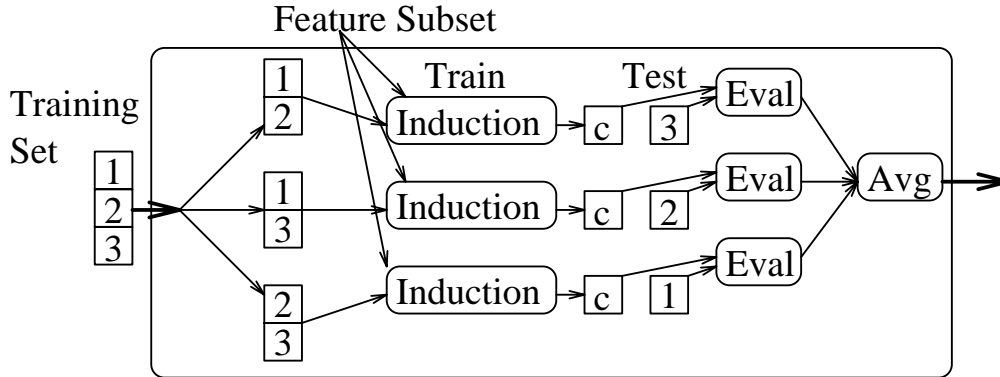 Feature Subset
Training
Set
1
2
3
1
2
1
3
2
3
Train
Induction
Induction
Induction
c
c
c
Test
3
2
1
Eval
Eval
Eval
Avg